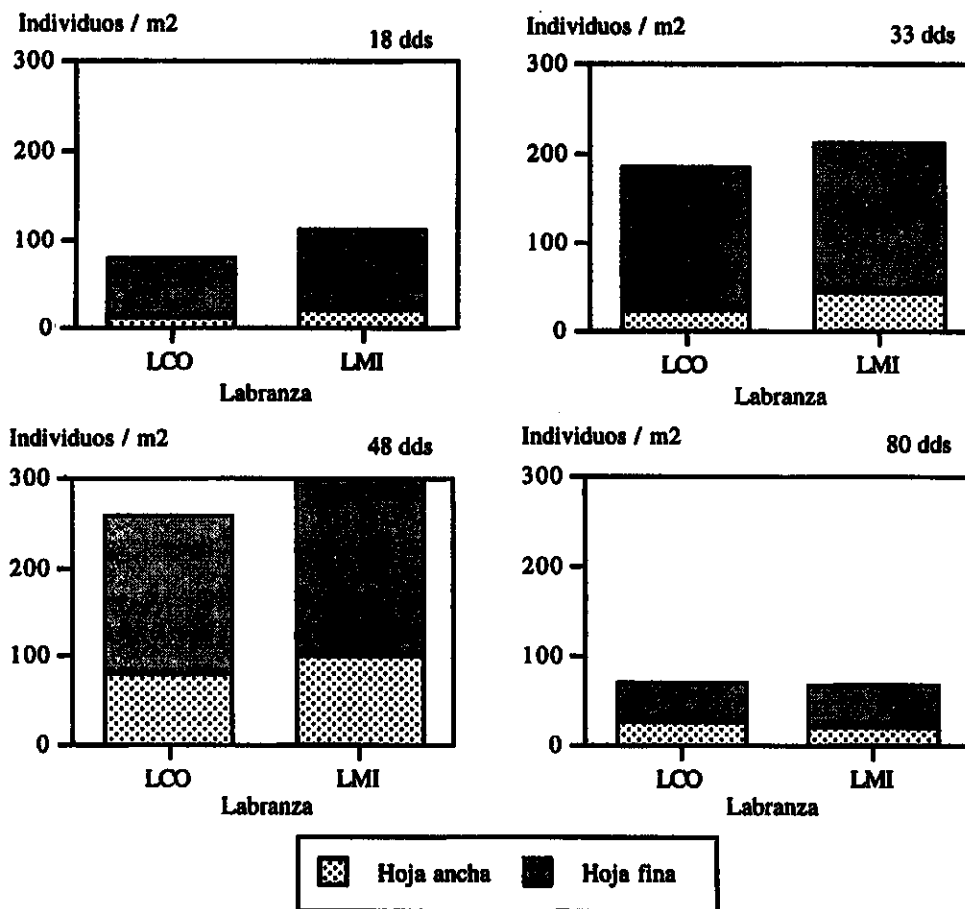 Individuos / m2
18 dds
300
200
100
0
LCO LMI
Labranza
Individuos / m2
33 dds
300
200
100
0
LCO LMI
Labranza
Individuos / m2
48 dds
300
200
100
0
LCO LMI
Labranza
Individuos / m2
80 dds
300
200
100
0
LCO LMI
Labranza
Hoja ancha Hoja fina